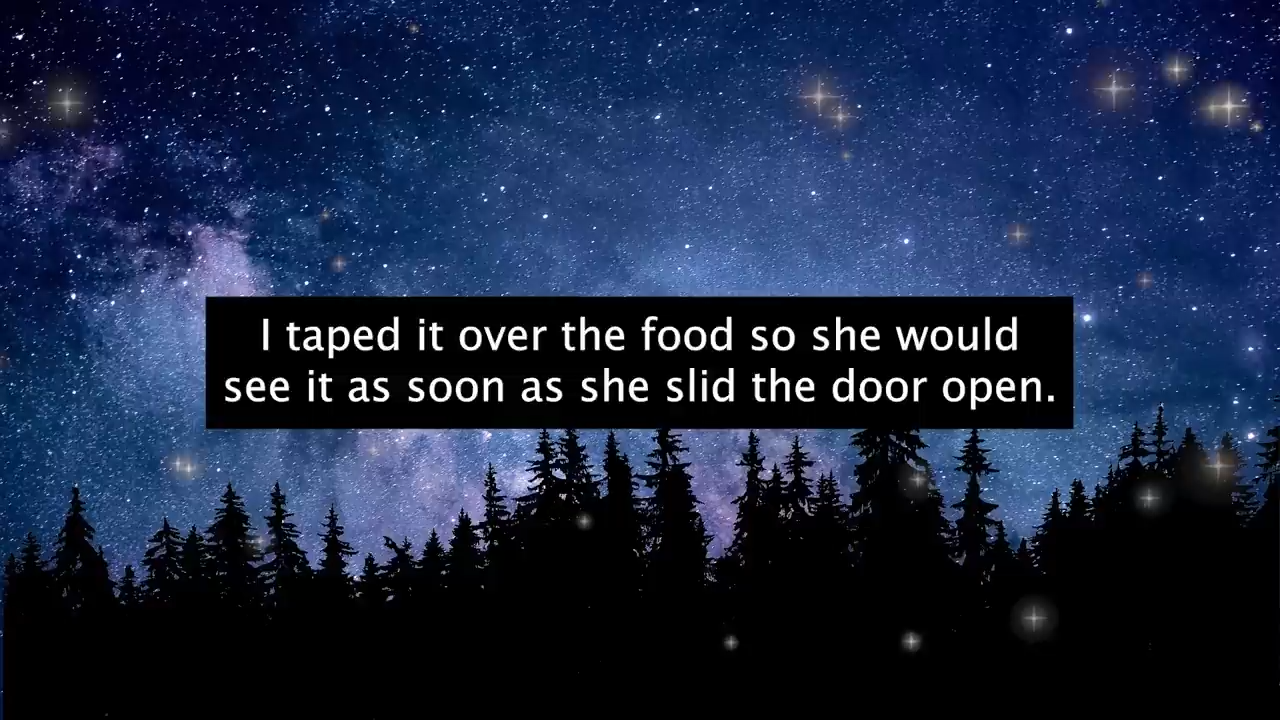 I taped it over the food so she would
see it as soon as she slid the door open.